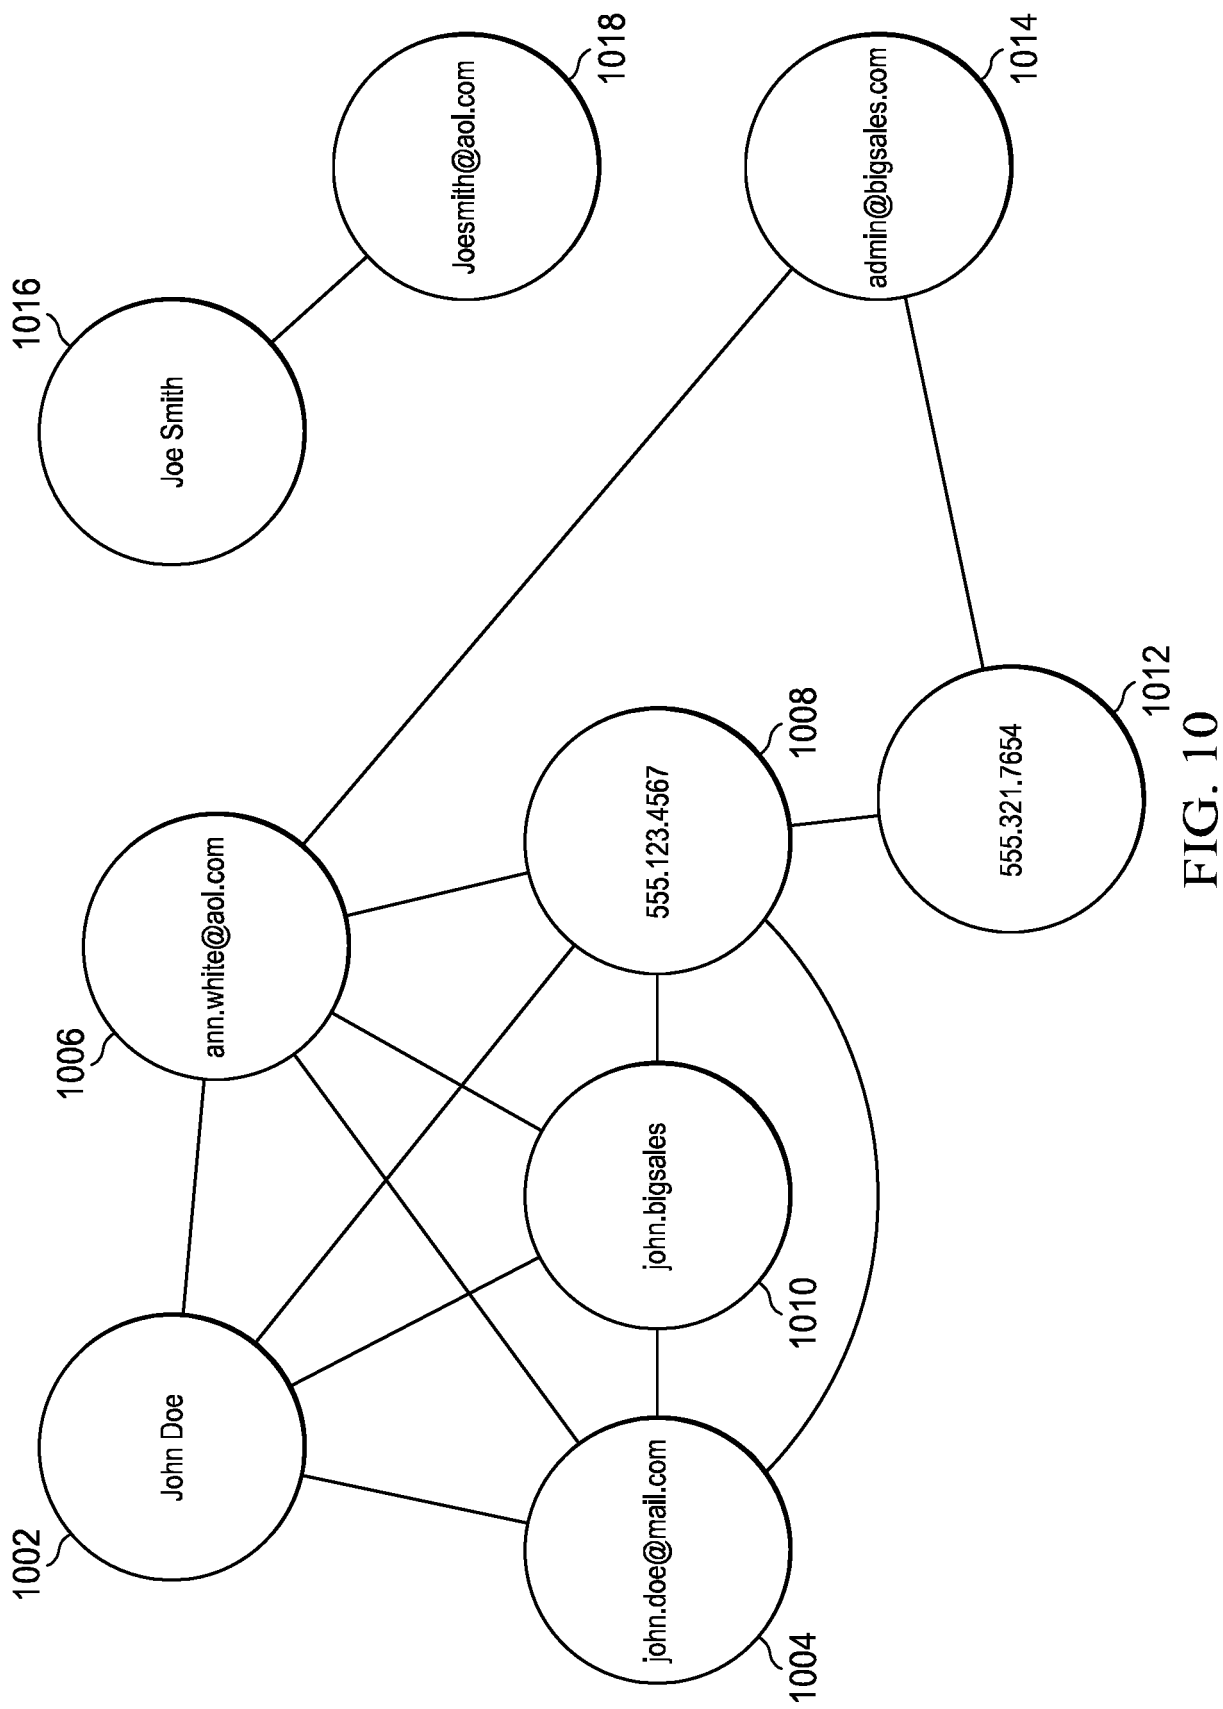 1002
John Doe
1006
ann.white@aol.com
1016
Joe Smith
Joesmith@aol.com
1018
john.doe@mail.com
1004
john.bigsales
1010
555.123.4567
1008
admin@bigsales.com
1014
555.321.7654
1012
FIG. 10